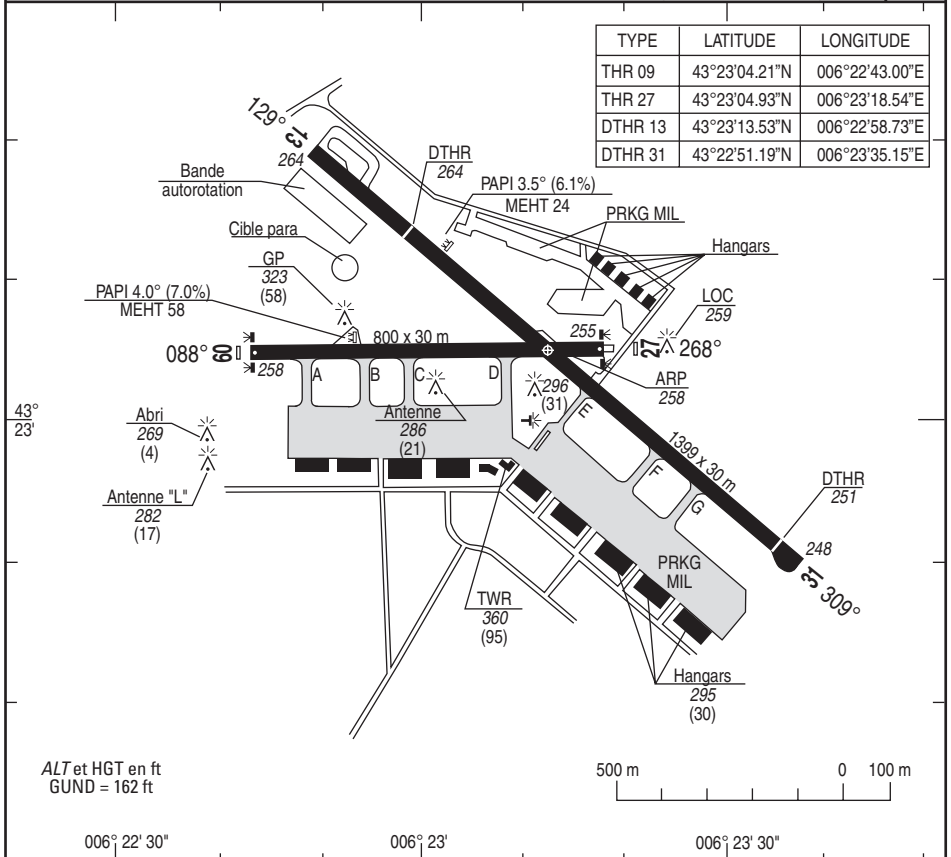 TYPE LATITUDE LONGITUDE
THR 09 43°23'04.21"N 006°22'43.00"E
THR 27 43°23'04.93"N 006°23'18.54"E
DTHR 13 43°23'13.53"N 006°22'58.73"E
DTHR 31 43°22'51.19"N 006°23'35.15"E
129°
13
264
DTHR
264
Bande
autorotation
PAPI 3.5° (6.1%)
MEHT 24
PRKG MIL
Hangars
Cible para
GP
323
(58)
PAPI 4.0° (7.0%)
MEHT 58
LOC
259
088°
09
258
800 x 30 m
255
27
268°
ARP
258
A
B
C
D
Antenne
286
(21)
296
(31)
E
F
G
1399 x 30 m
43°
23'
Abri
269
(4)
Antenne "L"
282
(17)
DTHR
251
248
31
309°
PRKG
MIL
TWR
360
(95)
Hangars
295
(30)
ALT et HGT en ft
GUND = 162 ft
500 m 0 100 m
006° 22' 30" 006° 23' 006° 23' 30"